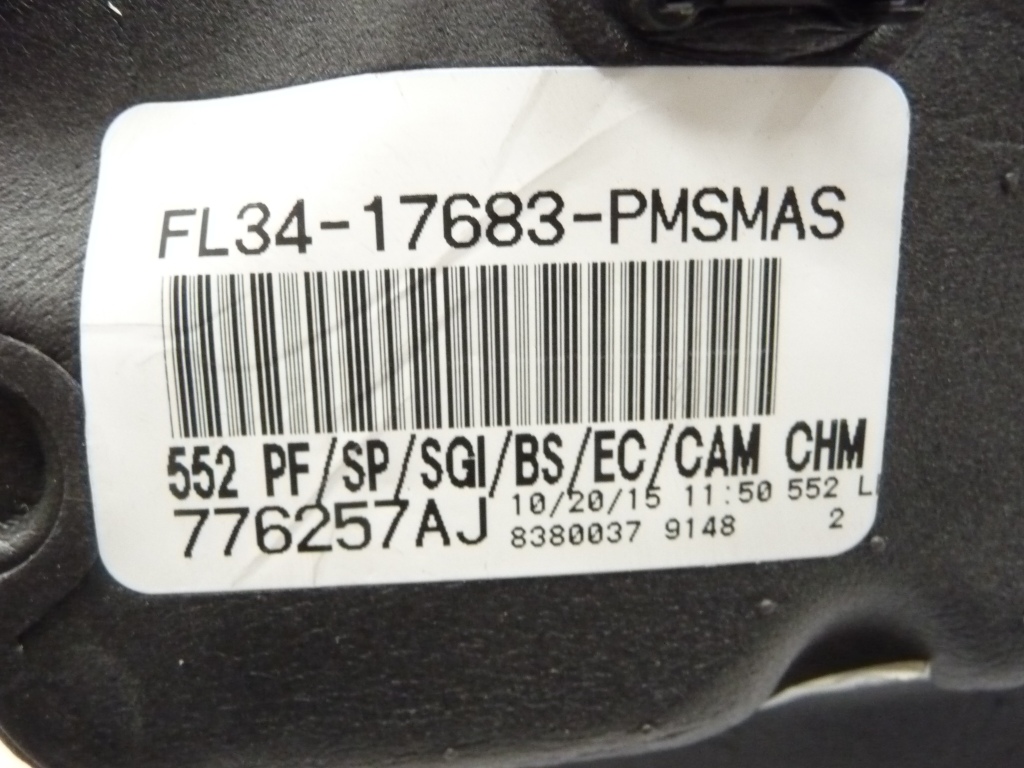 FL34-17683-PMSMAS
552 PF/SP/SGI/BS/EC/CAM CHM
776257AJ
10/20/15 11:50 552
8380037 9148 2